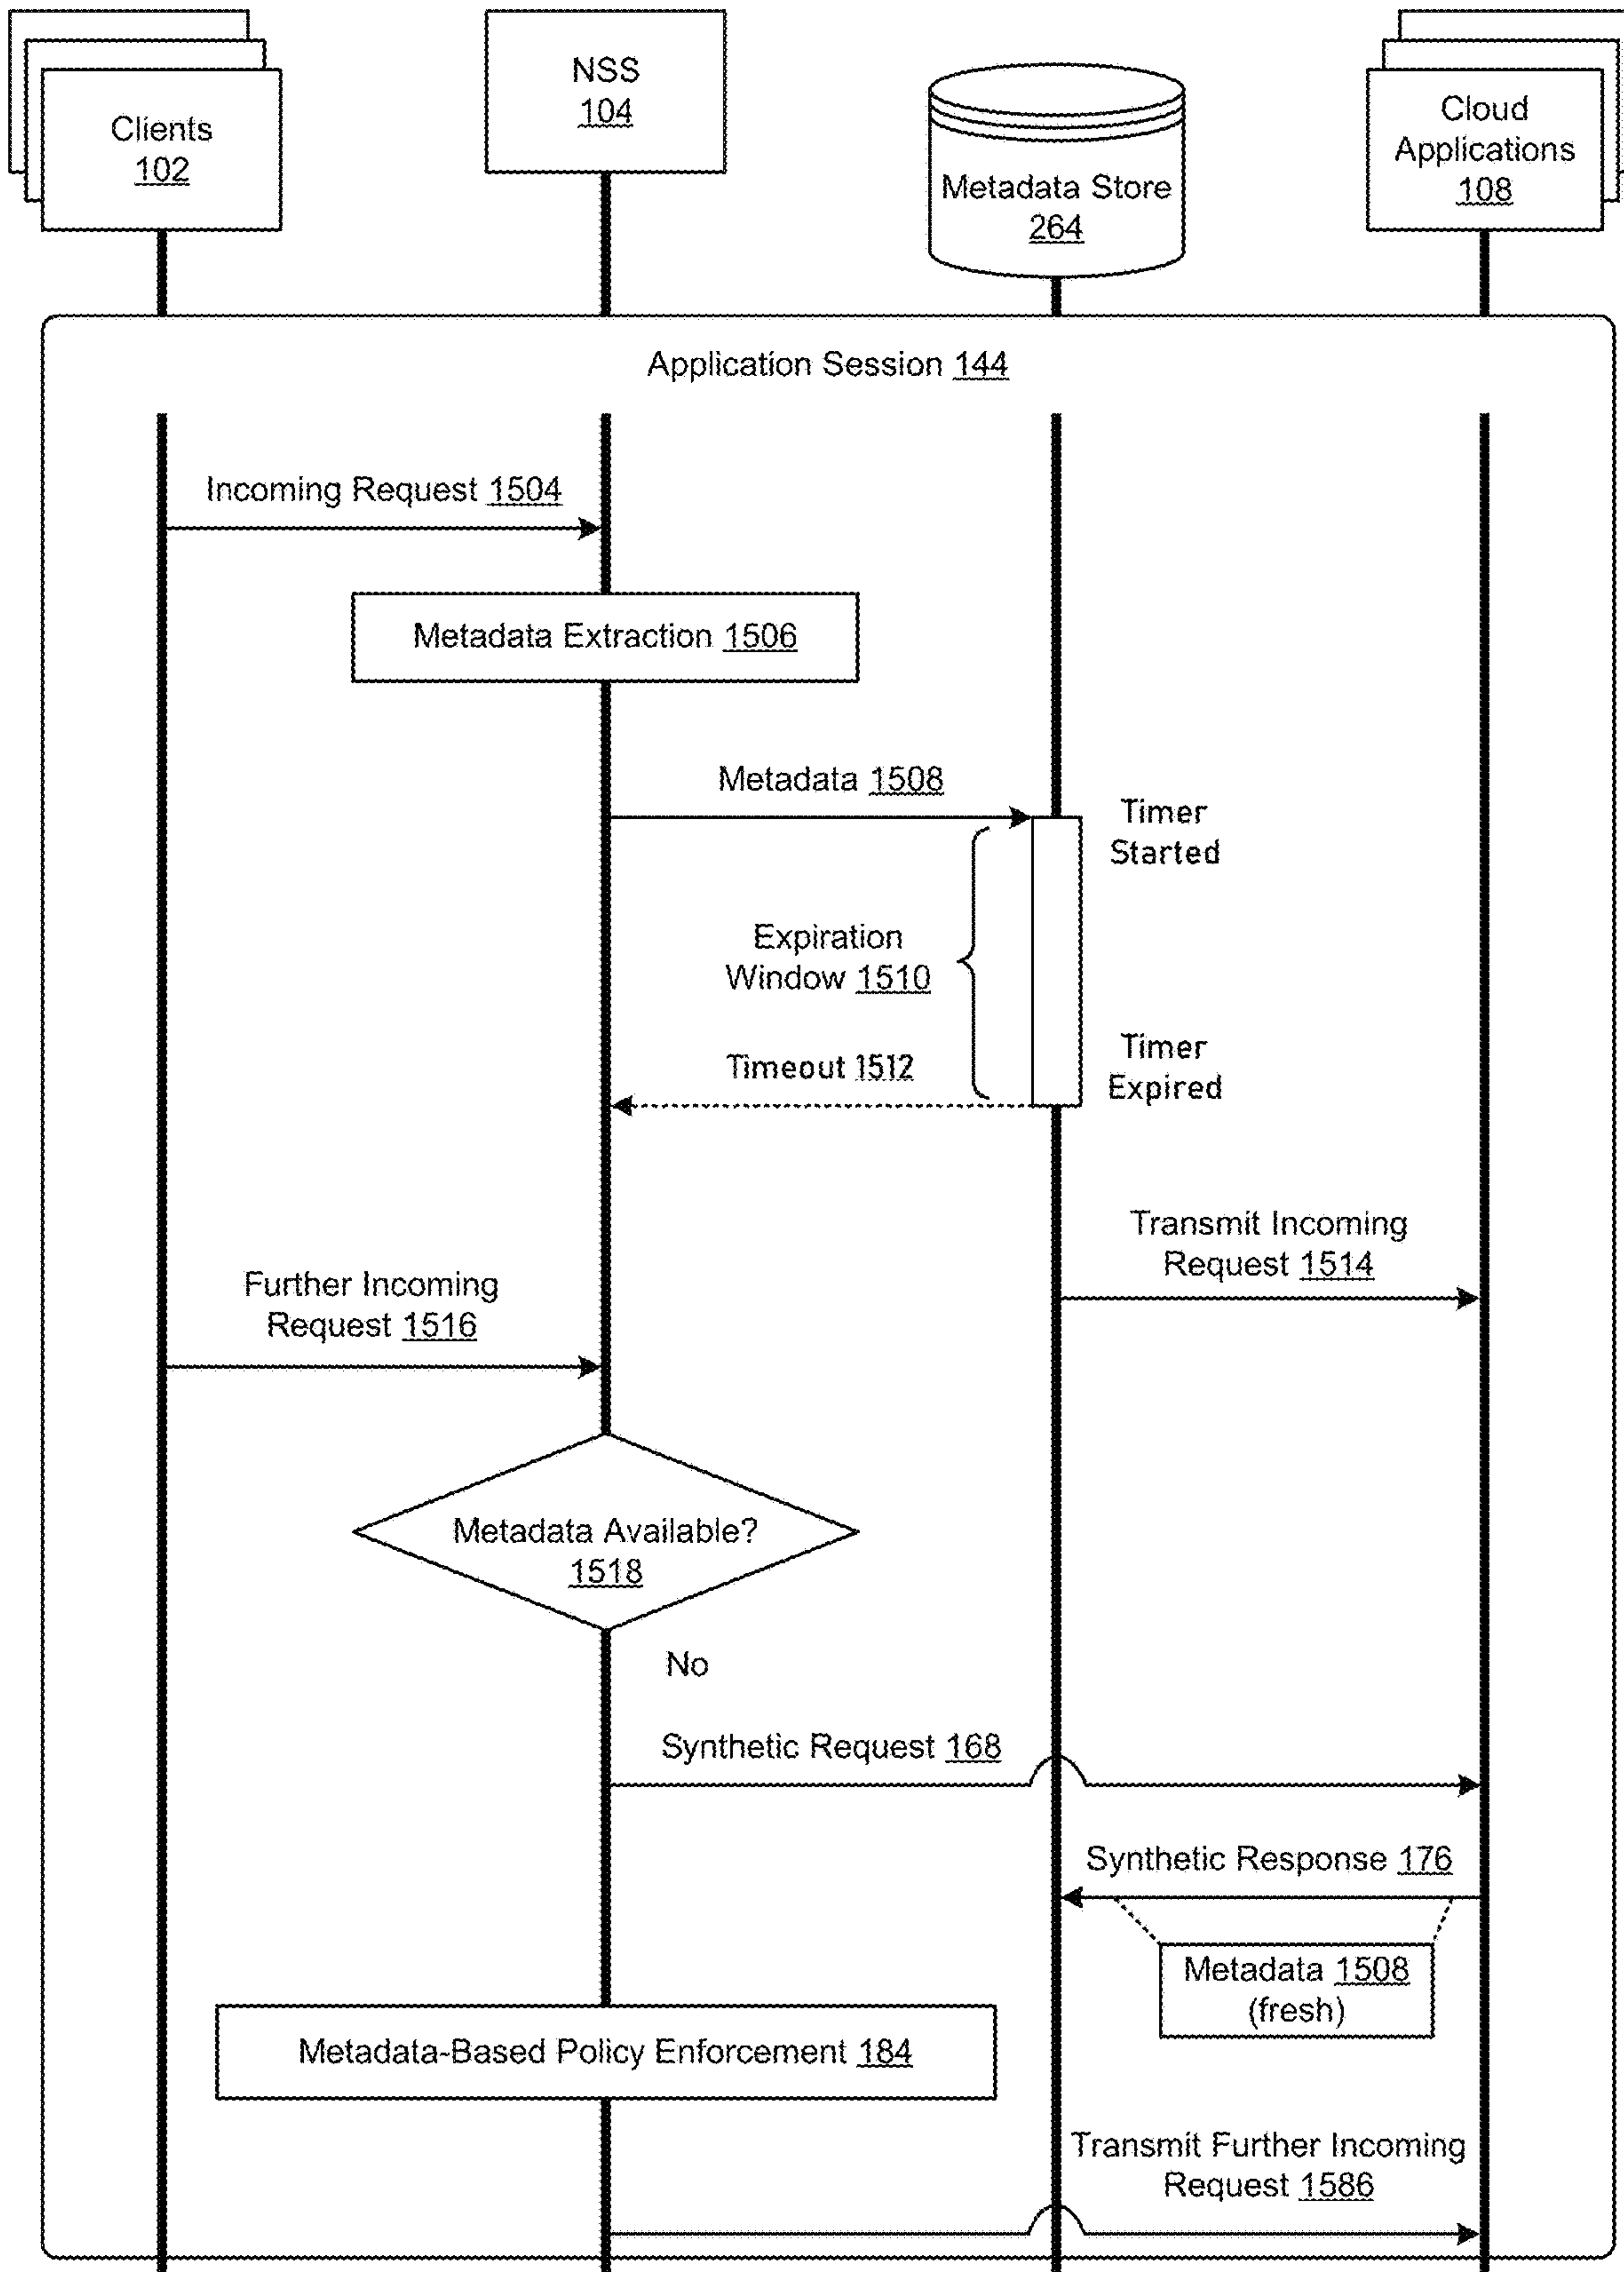 Clients
102
NSS
104
Metadata Store
264
Cloud
Applications
108
Application Session 144
Incoming Request 1504
Metadata Extraction 1506
Metadata 1508
Timer
Started
Expiration
Window 1510
Timer
Expired
Timeout 1512
Transmit Incoming
Request 1514
Further Incoming
Request 1516
Metadata Available?
1518
No
Synthetic Request 168
Synthetic Response 176
Metadata 1508
(fresh)
Metadata-Based Policy Enforcement 184
Transmit Further Incoming
Request 1586